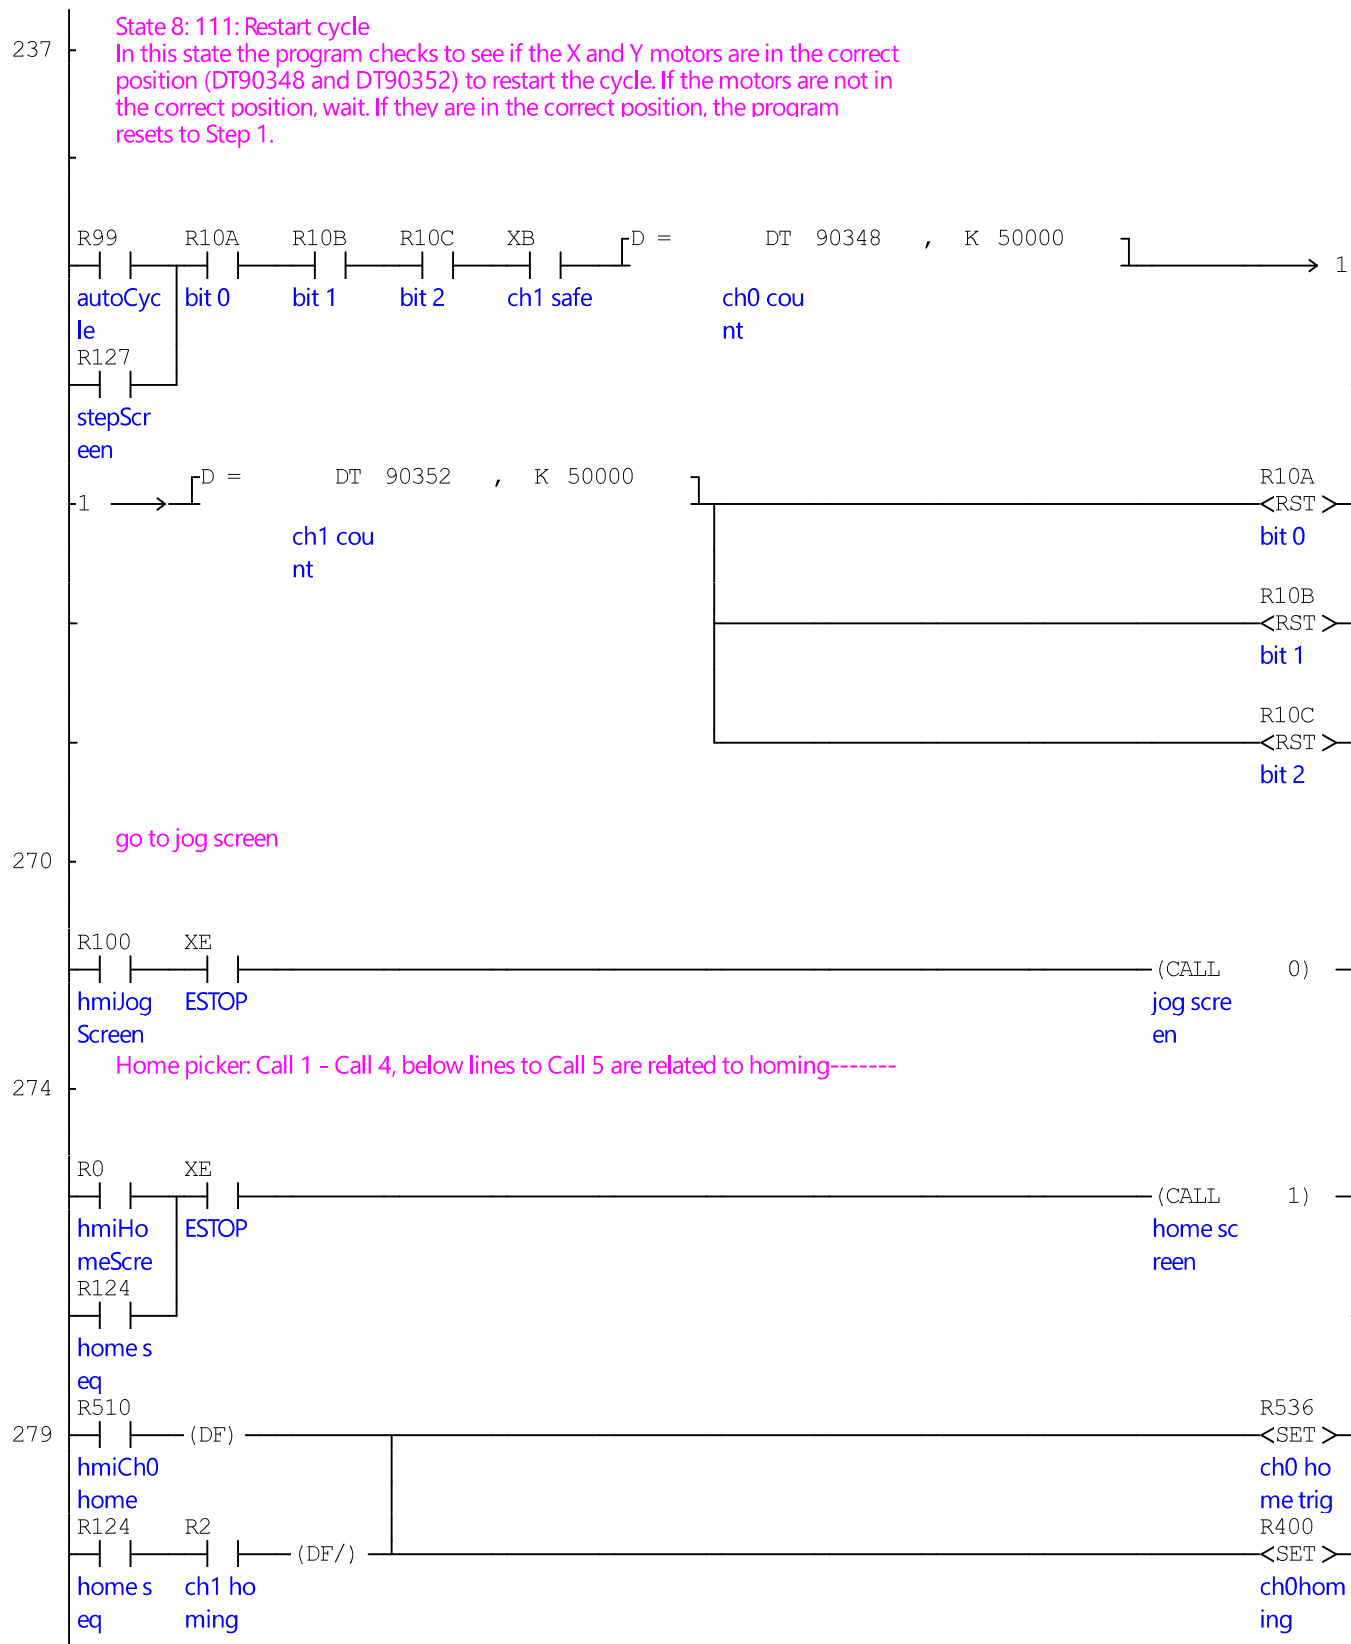 State 8: 111: Restart cycle
237 In this state the program checks to see if the X and Y motors are in the correct
position (DT90348 and DT90352) to restart the cycle. If the motors are not in
the correct position, wait. If they are in the correct position, the program
resets to Step 1.
R99 R10A R10B R10C XB D = DT 90348 , K 50000
1
autoCyc bit 0 bit 1 bit 2 ch1 safe ch0 cou
le nt
R127
stepScr
een
D = DT 90352 , K 50000 R10A
1 <RST>
ch1 cou bit 0
nt
R10B
<RST>
bit 1
R10C
<RST>
bit 2
go to jog screen
270
R100 XE
(CALL 0)
hmiJog ESTOP jog scre
Screen en
Home picker: Call 1 - Call 4, below lines to Call 5 are related to homing-------
274
R0 XE
(CALL 1)
hmiHo ESTOP home sc
meScre reen
R124
home s
eq
R510 R536
279 (DF) <SET>
hmiCh0 ch0 ho
home me trig
R124 R2 R400
(DF/) <SET>
home s ch1 ho ch0hom
eq ming ing